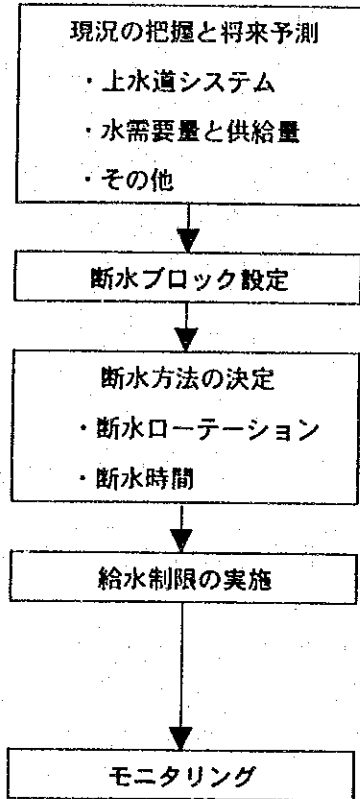 現況の把握と将来予測
・上水道システム
・水需要量と供給量
・その他
断水ブロック設定
断水方法の決定
・断水ローテーション
・断水時間
給水制限の実施
モニタリング